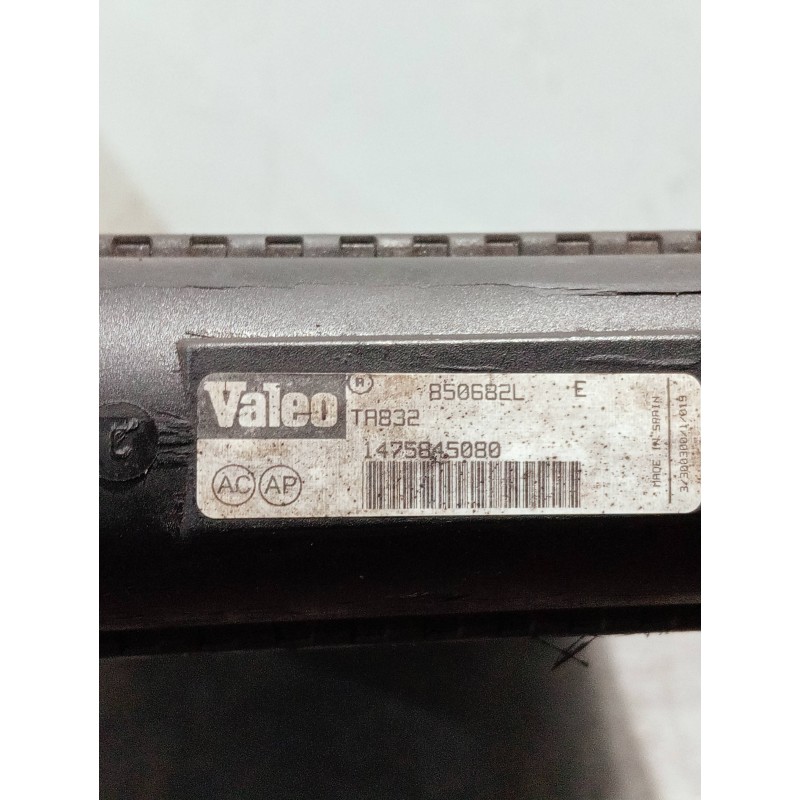 Valeo ® 850682L E
TA832
1475845080
AC AP
MADE IN SPAIN